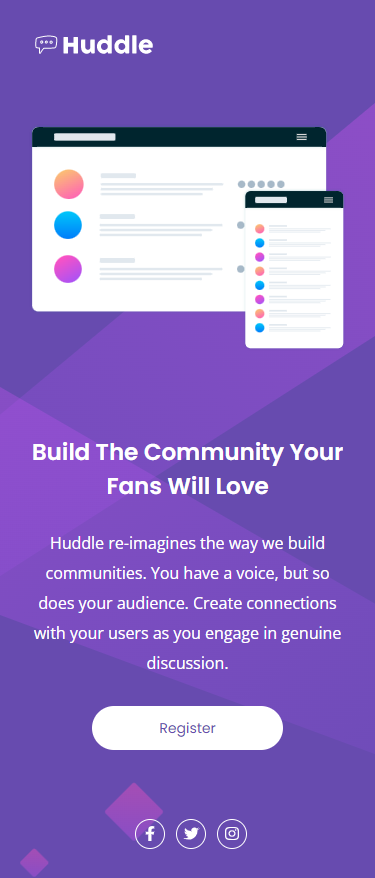 Huddle
Build The Community Your
Fans Will Love
Huddle re-imagines the way we build
communities. You have a voice, but so
does your audience. Create connections
with your users as you engage in genuine
discussion.
Register